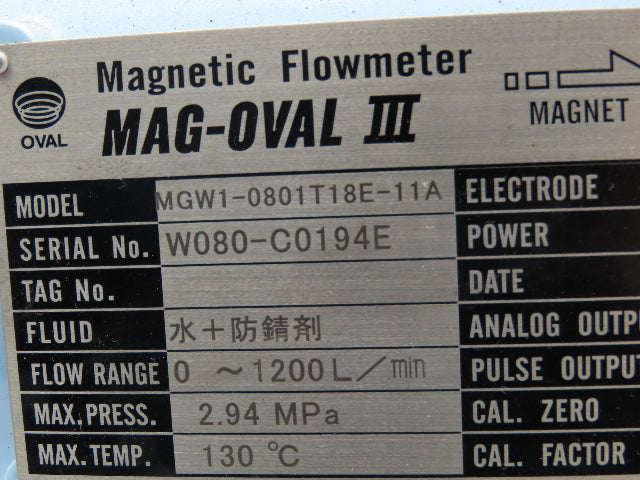 Magnetic Flowmeter
OVAL
MAG-OVAL III
MAGNET
MODEL MGW1-0801T18E-11A ELECTRODE
SERIAL No. W080-C0194E POWER
TAG No. DATE
FLUID 水+防錆剤 ANALOG OUTPU
FLOW RANGE 0 ~1200L/min PULSE OUTPUT
MAX.PRESS. 2.94 MPa CAL. ZERO
MAX.TEMP. 130 ℃ CAL. FACTOR